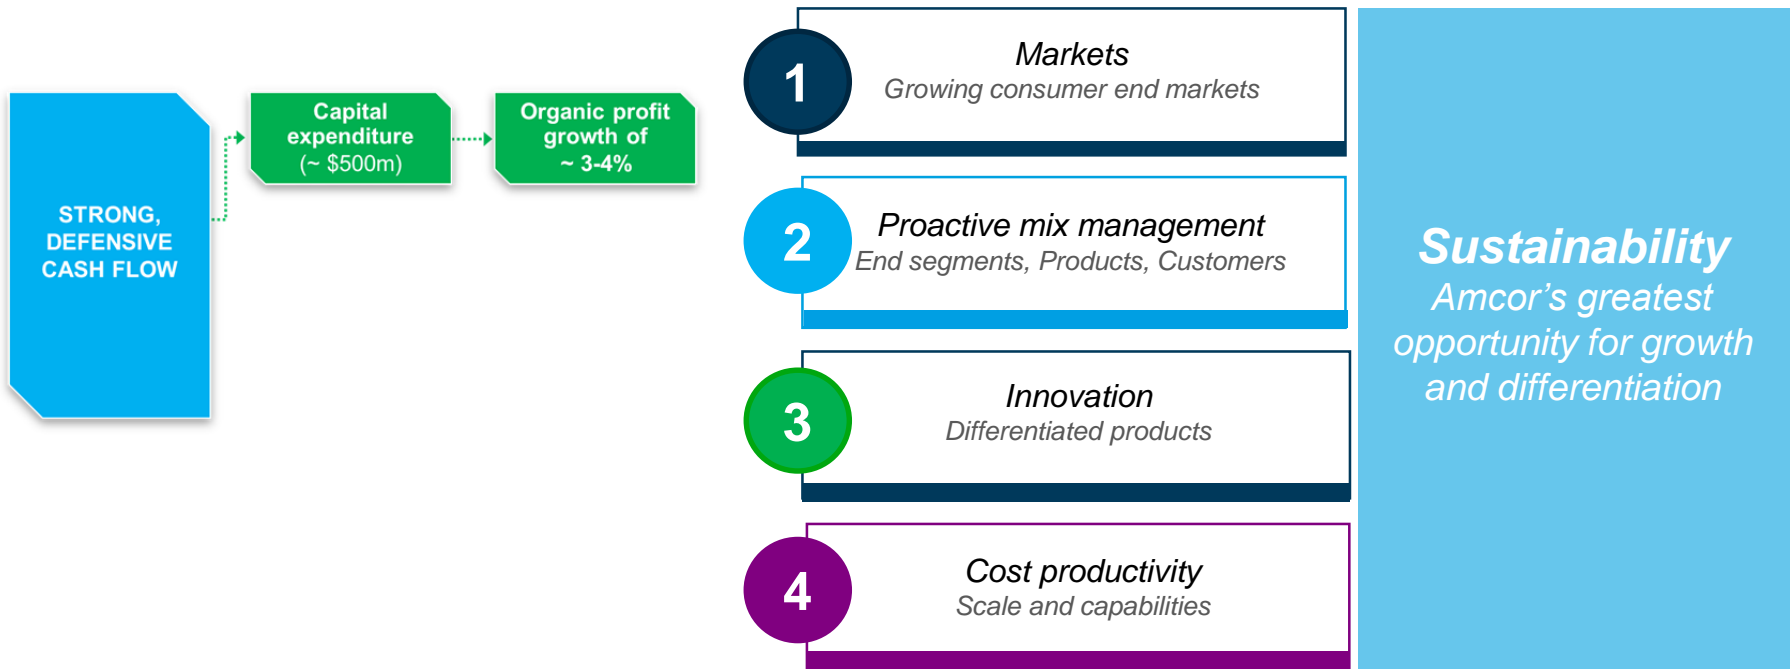 STRONG,
DEFENSIVE
CASH FLOW
Capital
expenditure
(~ $500m)
Organic profit
growth of
~ 3-4%
1
Markets
Growing consumer end markets
2
Proactive mix management
End segments, Products, Customers
3
Innovation
Differentiated products
4
Cost productivity
Scale and capabilities
Sustainability
Amcor’s greatest
opportunity for growth
and differentiation